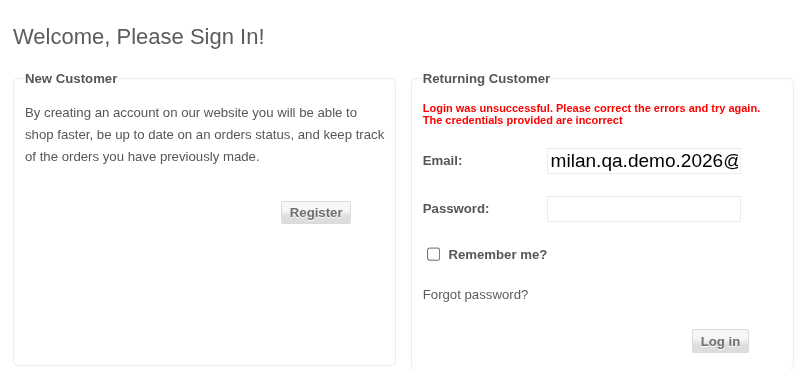 Welcome, Please Sign In!
New Customer
By creating an account on our website you will be able to
shop faster, be up to date on an orders status, and keep track
of the orders you have previously made.
Register
Returning Customer
Login was unsuccessful. Please correct the errors and try again.
The credentials provided are incorrect
Email: milan.qa.demo.2026@
Password:
Remember me?
Forgot password?
Log in